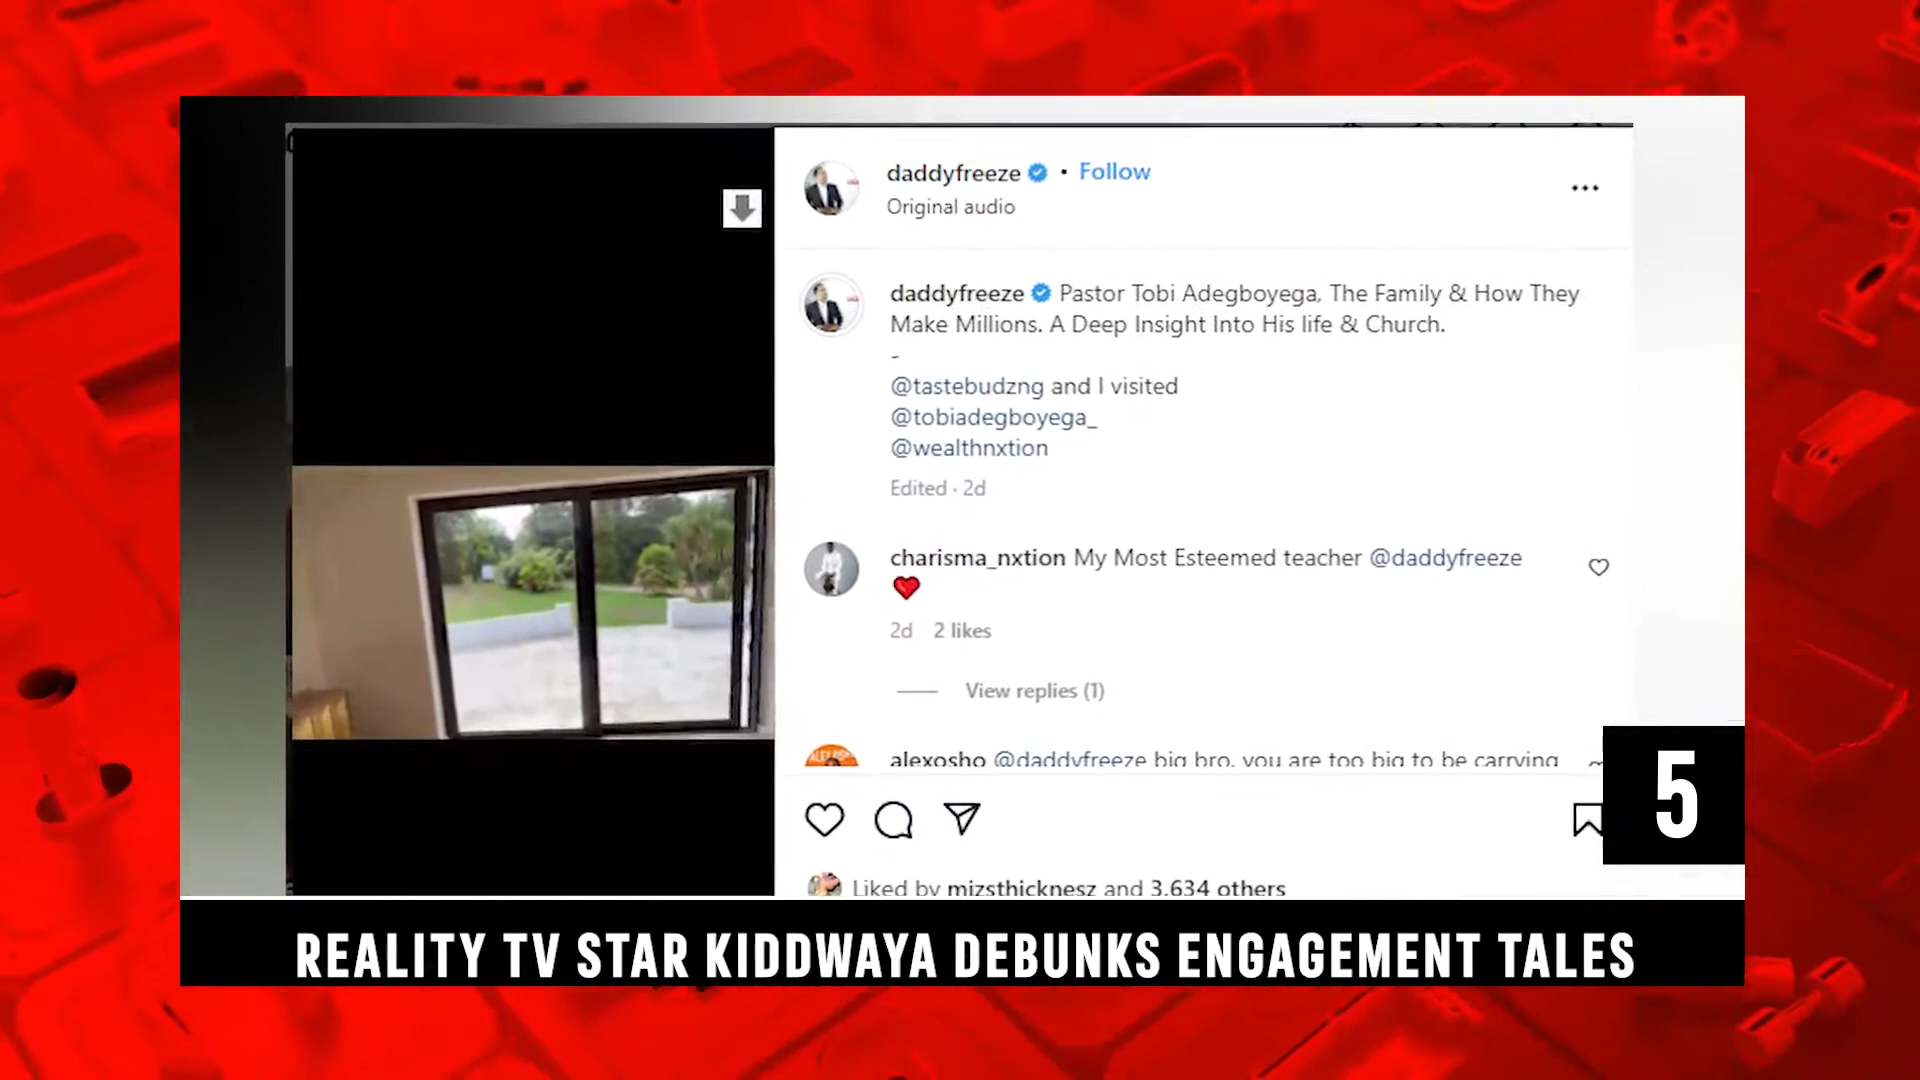 daddyfreeze • Follow
Original audio
daddyfreeze Pastor Tobi Adegboyega, The Family & How They
Make Millions. A Deep Insight Into His life & Church.
-
@tastebudzng and I visited
@tobiadegboyega_
@wealthnxtion
Edited · 2d
charisma_nxtion My Most Esteemed teacher @daddyfreeze
2d 2 likes
View replies (1)
alexosho @daddyfreeze big bro, you are too big to be carrying
Liked by mizsthicknesz and 3,634 others
5
REALITY TV STAR KIDDWAYA DEBUNKS ENGAGEMENT TALES